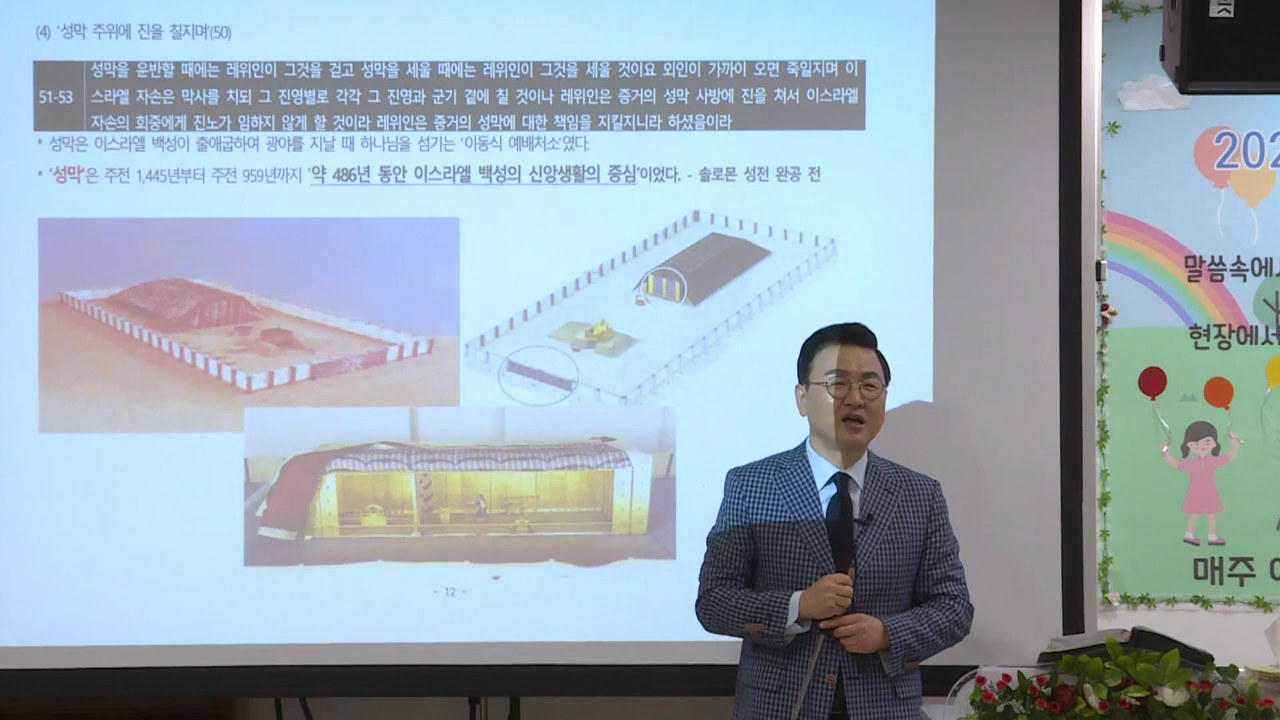 (4) '성막 주위에 진을 칠지며'(50)
51-53
성막을 운반할 때에는 레위인이 그것을 걷고 성막을 세울 때에는 레위인이 그것을 세울 것이요 외인이 가까이 오면 죽일지며 이
스라엘 자손은 막사를 치되 그 진영별로 각각 그 진영과 군기 곁에 칠 것이나 레위인은 증거의 성막 사방에 진을 쳐서 이스라엘
자손의 회중에게 진노가 임하지 않게 할 것이라 레위인은 증거의 성막에 대한 책임을 지킬지니라 하셨음이라
* 성막은 이스라엘 백성이 출애굽하여 광야를 지날 때 하나님을 섬기는 '이동식 예배처소'였다.
* '성막'은 주전 1,445년부터 주전 959년까지 '약 486년 동안 이스라엘 백성의 신앙생활의 중심'이었다. - 솔로몬 성전 완공 전
- 12 -
202
말씀속에서
현장에서
매주